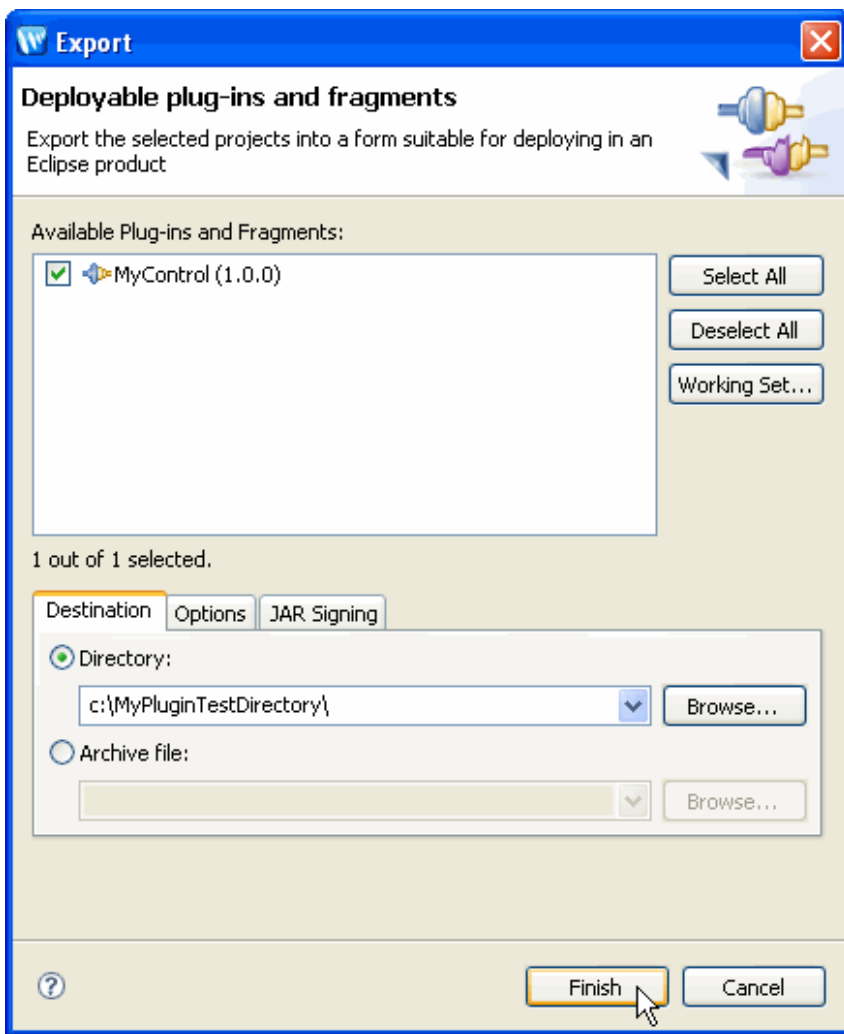 Export
Deployable plug-ins and fragments
Export the selected projects into a form suitable for deploying in an
Eclipse product
Available Plug-ins and Fragments:
MyControl (1.0.0)
Select All
Deselect All
Working Set...
1 out of 1 selected.
Destination Options JAR Signing
Directory:
c:\MyPluginTestDirectory\
Browse...
Archive file:
Browse...
?
Finish Cancel